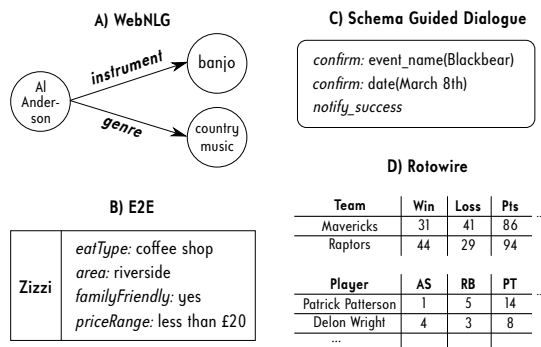 A) WebNLG
Al
Ander-
son
instrument
banjo
genre
country
music
B) E2E
Zizzi
eatType: coffee shop
area: riverside
familyFriendly: yes
priceRange: less than £20
C) Schema Guided Dialogue
confirm: event_name(Blackbear)
confirm: date(March 8th)
notify_success
D) Rotowire
Team Win Loss Pts ...
Mavericks 31 41 86
Raptors 44 29 94
Player AS RB PT ...
Patrick Patterson 1 5 14
Delon Wright 4 3 8
...